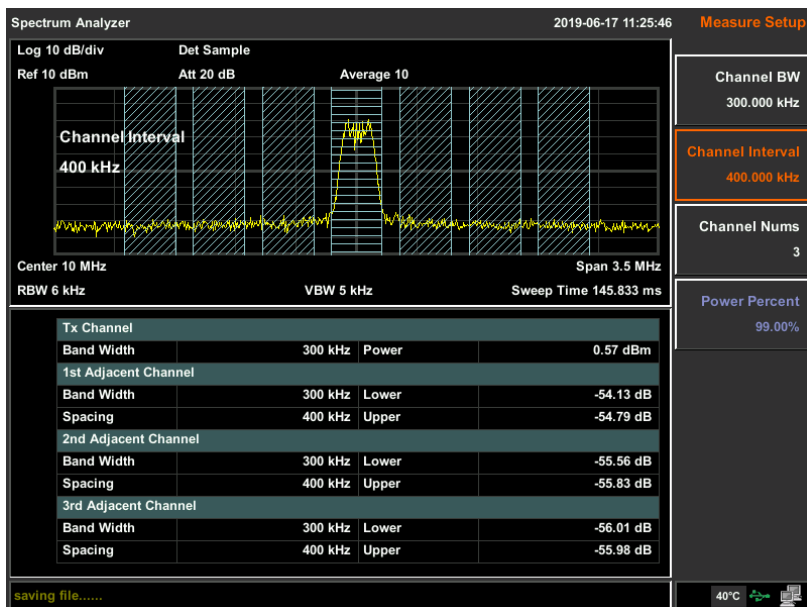 Spectrum Analyzer 2019-06-17 11:25:46 Measure Setup
Log 10 dB/div Det Sample
Ref 10 dBm Att 20 dB Average 10
Channel Interval
400 kHz
Center 10 MHz Span 3.5 MHz
RBW 6 kHz VBW 5 kHz Sweep Time 145.833 ms
Channel BW
300.000 kHz
Channel Interval
400.000 kHz
Channel Nums
3
Power Percent
99.00%
Tx Channel
Band Width 300 kHz Power 0.57 dBm
1st Adjacent Channel
Band Width 300 kHz Lower -54.13 dB
Spacing 400 kHz Upper -54.79 dB
2nd Adjacent Channel
Band Width 300 kHz Lower -55.56 dB
Spacing 400 kHz Upper -55.83 dB
3rd Adjacent Channel
Band Width 300 kHz Lower -56.01 dB
Spacing 400 kHz Upper -55.98 dB
saving file...... 40°C